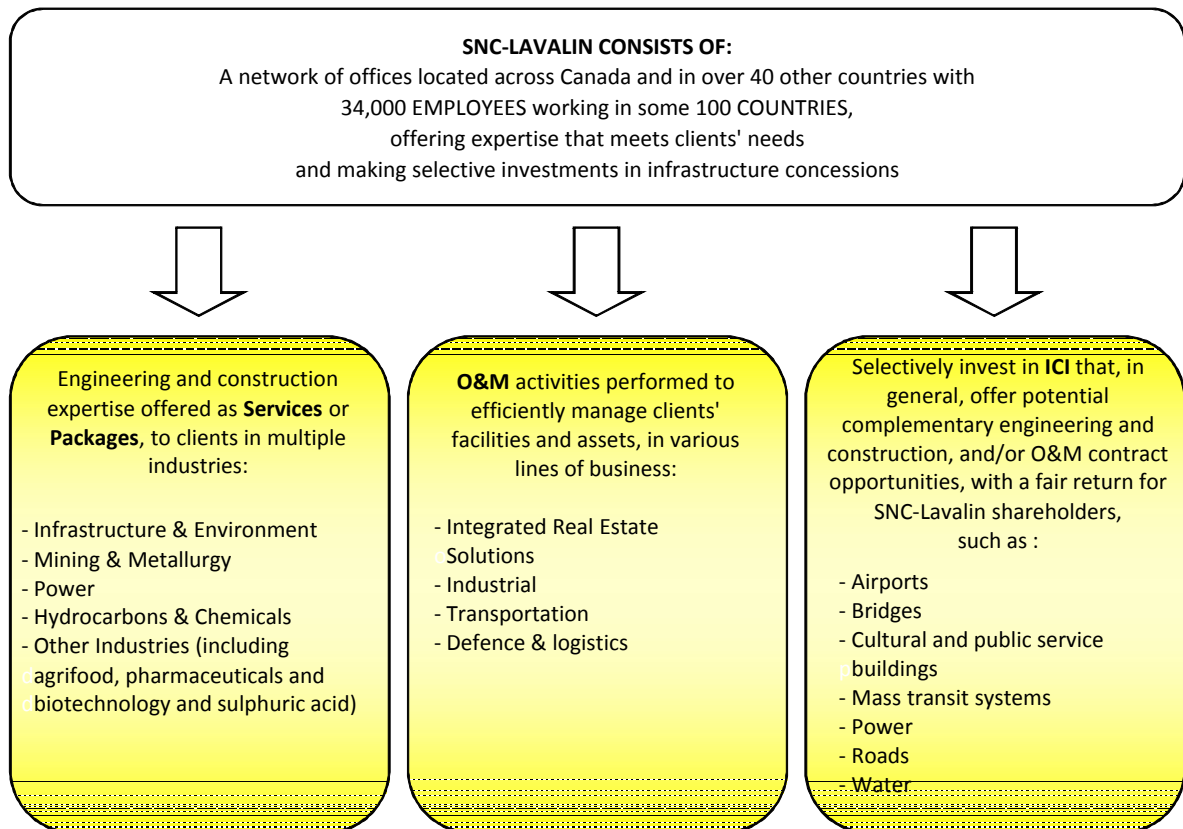 SNC-LAVALIN CONSISTS OF:
A network of offices located across Canada and in over 40 other countries with
34,000 EMPLOYEES working in some 100 COUNTRIES,
offering expertise that meets clients' needs
and making selective investments in infrastructure concessions
Engineering and construction
expertise offered as Services or
Packages, to clients in multiple
industries:
- Infrastructure & Environment
- Mining & Metallurgy
- Power
- Hydrocarbons & Chemicals
- Other Industries (including
agrifood, pharmaceuticals and
biotechnology and sulphuric acid)
O&M activities performed to
efficiently manage clients'
facilities and assets, in various
lines of business:
- Integrated Real Estate
Solutions
- Industrial
- Transportation
- Defence & logistics
Selectively invest in ICI that, in
general, offer potential
complementary engineering and
construction, and/or O&M contract
opportunities, with a fair return for
SNC-Lavalin shareholders,
such as :
- Airports
- Bridges
- Cultural and public service
buildings
- Mass transit systems
- Power
- Roads
- Water